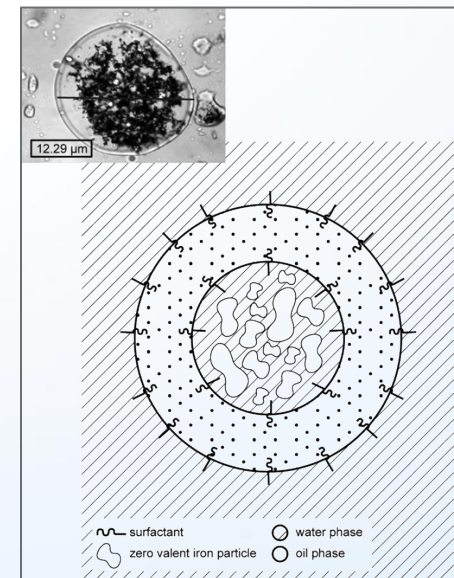 12.29 µm
surfactant
water phase
zero valent iron particle
oil phase